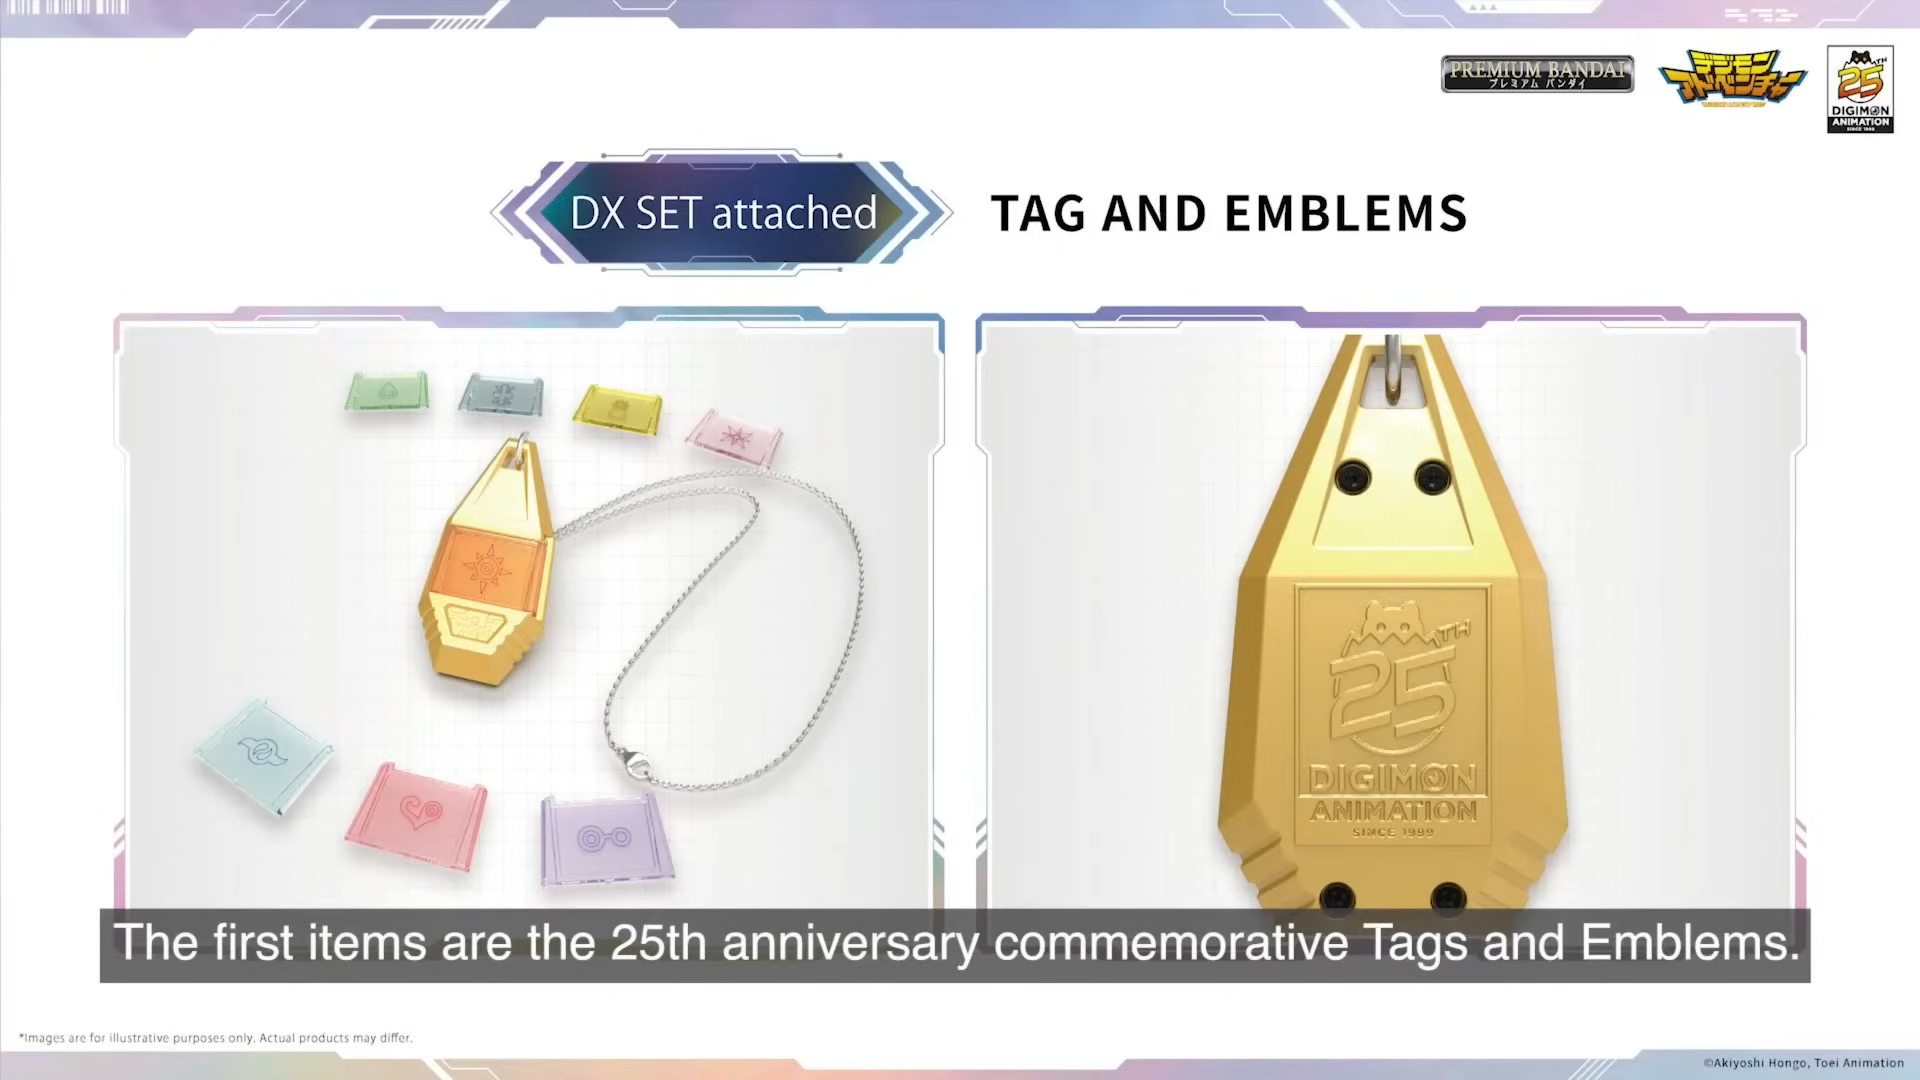 PREMIUM BANDAI
プレミアム バンダイ
デジモン
アドベンチャー
25TH
DIGIMON
ANIMATION
SINCE 1999
DX SET attached
TAG AND EMBLEMS
25TH
DIGIMON
ANIMATION
SINCE 1999
The first items are the 25th anniversary commemorative Tags and Emblems.
*Images are for illustrative purposes only. Actual products may differ.
©Akiyoshi Hongo, Toei Animation